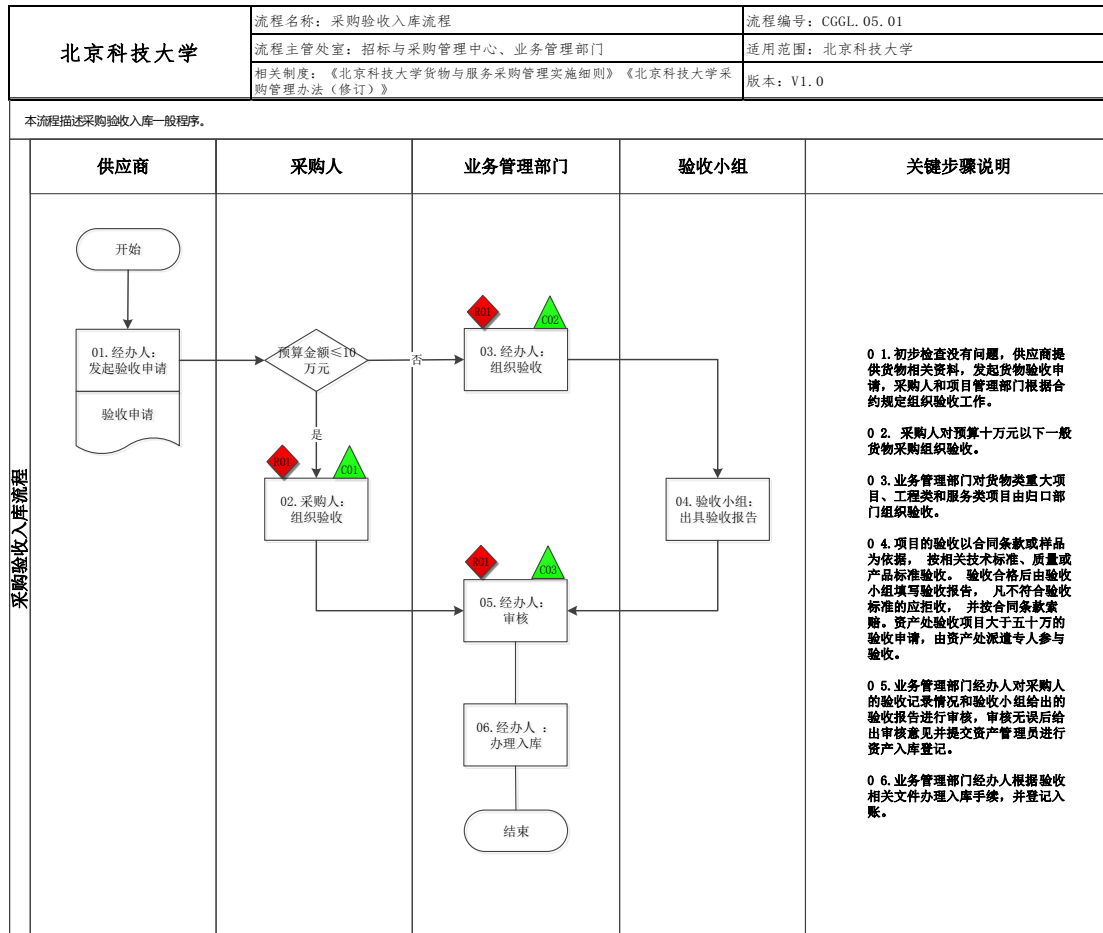 北京科技大学
流程名称：采购验收入库流程
流程编号：CGGL.05.01
流程主管处室：招标与采购管理中心、业务管理部门
适用范围：北京科技大学
相关制度：《北京科技大学货物与服务采购管理实施细则》《北京科技大学采
购管理办法（修订）》
版本：V1.0
本流程描述采购验收入库一般程序。
采购验收入库流程
供应商
采购人
业务管理部门
验收小组
关键步骤说明
开始
01.经办人：
发起验收申请
验收申请
预算金额≤10
万元
否
是
R01
C01
02.采购人：
组织验收
R01
C02
03.经办人：
组织验收
04.验收小组：
出具验收报告
R01
C03
05.经办人：
审核
06.经办人 ：
办理入库
结束
0 1.初步检查没有问题，供应商提
供货物相关资料，发起货物验收申
请，采购人和项目管理部门根据合
约规定组织验收工作。
0 2. 采购人对预算十万元以下一般
货物采购组织验收。
0 3.业务管理部门对货物类重大项
目、工程类和服务类项目由归口部
门组织验收。
0 4.项目的验收以合同条款或样品
为依据， 按相关技术标准、质量或
产品标准验收。 验收合格后由验收
小组填写验收报告， 凡不符合验收
标准的应拒收， 并按合同条款索
赔。资产处验收项目大于五十万的
验收申请，由资产处派遣专人参与
验收。
0 5.业务管理部门经办人对采购人
的验收记录情况和验收小组给出的
验收报告进行审核，审核无误后给
出审核意见并提交资产管理员进行
资产入库登记。
0 6.业务管理部门经办人根据验收
相关文件办理入库手续，并登记入
账。